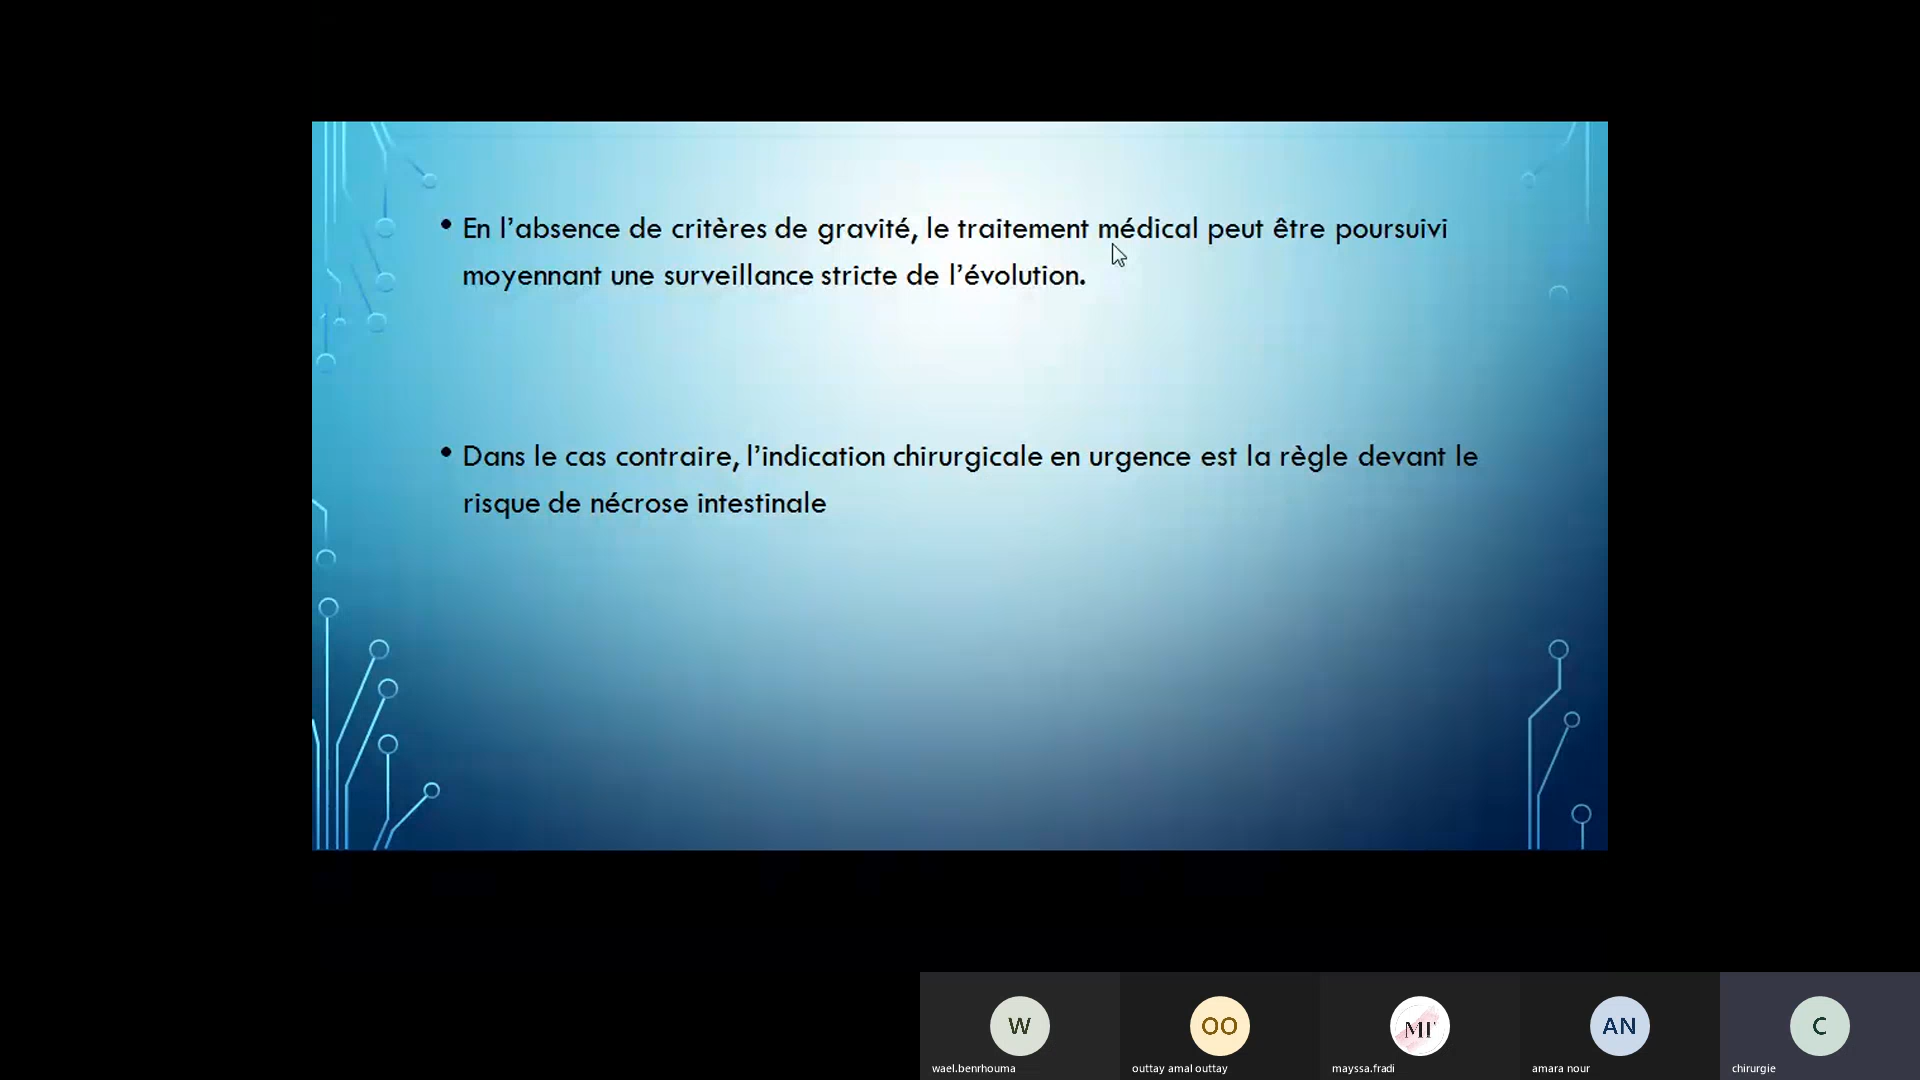 • En l’absence de critères de gravité, le traitement médical peut être poursuivi
moyennant une surveillance stricte de l’évolution.
• Dans le cas contraire, l’indication chirurgicale en urgence est la règle devant le
risque de nécrose intestinale
W
OO
MF
AN
C
wael.benrhouma
outtay amal outtay
mayssa.fradi
amara nour
chirurgie